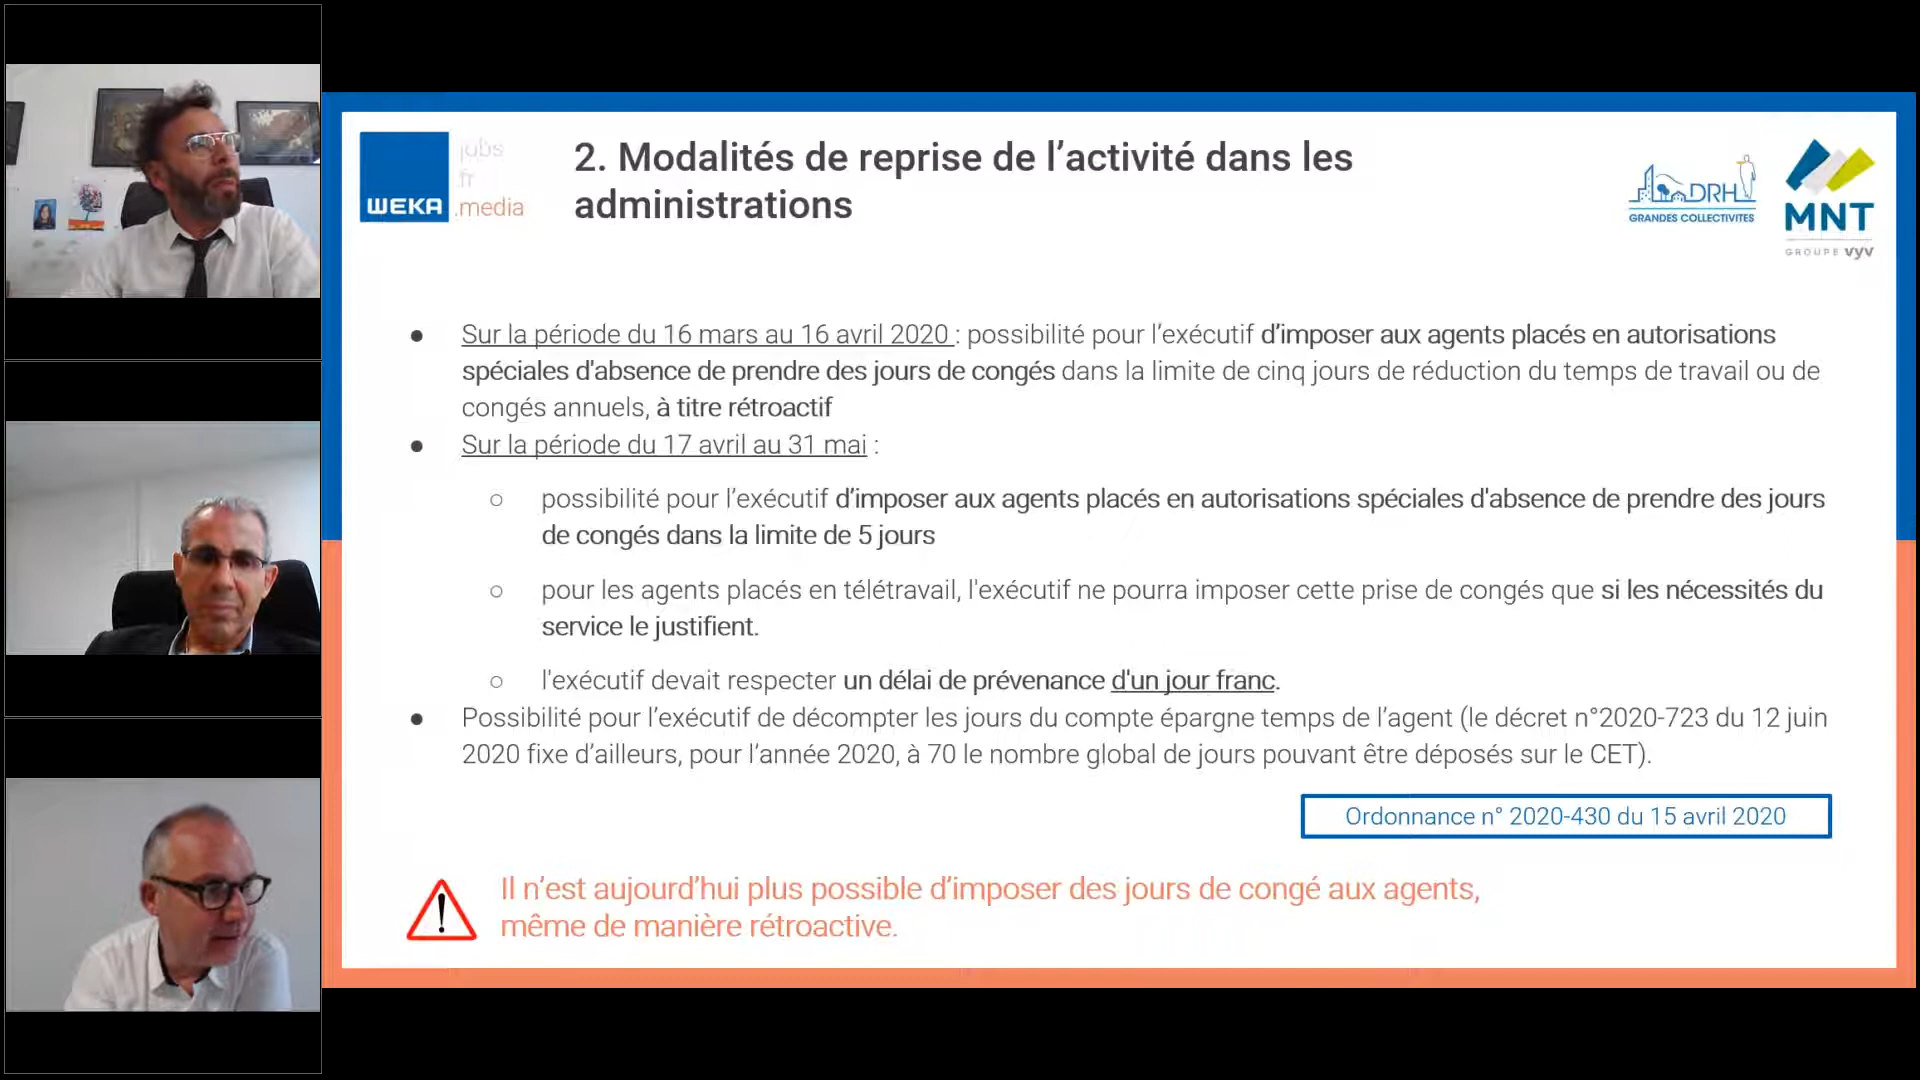 WEKA
jobs
.fr
.media
2. Modalités de reprise de l’activité dans les
administrations
DRH
GRANDES COLLECTIVITES
MNT
GROUPE vyv
● Sur la période du 16 mars au 16 avril 2020 : possibilité pour l’exécutif d’imposer aux agents placés en autorisations
spéciales d'absence de prendre des jours de congés dans la limite de cinq jours de réduction du temps de travail ou de
congés annuels, à titre rétroactif
● Sur la période du 17 avril au 31 mai :
○ possibilité pour l’exécutif d’imposer aux agents placés en autorisations spéciales d'absence de prendre des jours
de congés dans la limite de 5 jours
○ pour les agents placés en télétravail, l'exécutif ne pourra imposer cette prise de congés que si les nécessités du
service le justifient.
○ l'exécutif devait respecter un délai de prévenance d'un jour franc.
● Possibilité pour l’exécutif de décompter les jours du compte épargne temps de l’agent (le décret n°2020-723 du 12 juin
2020 fixe d’ailleurs, pour l’année 2020, à 70 le nombre global de jours pouvant être déposés sur le CET).
Ordonnance n° 2020-430 du 15 avril 2020
Il n’est aujourd’hui plus possible d’imposer des jours de congé aux agents,
même de manière rétroactive.